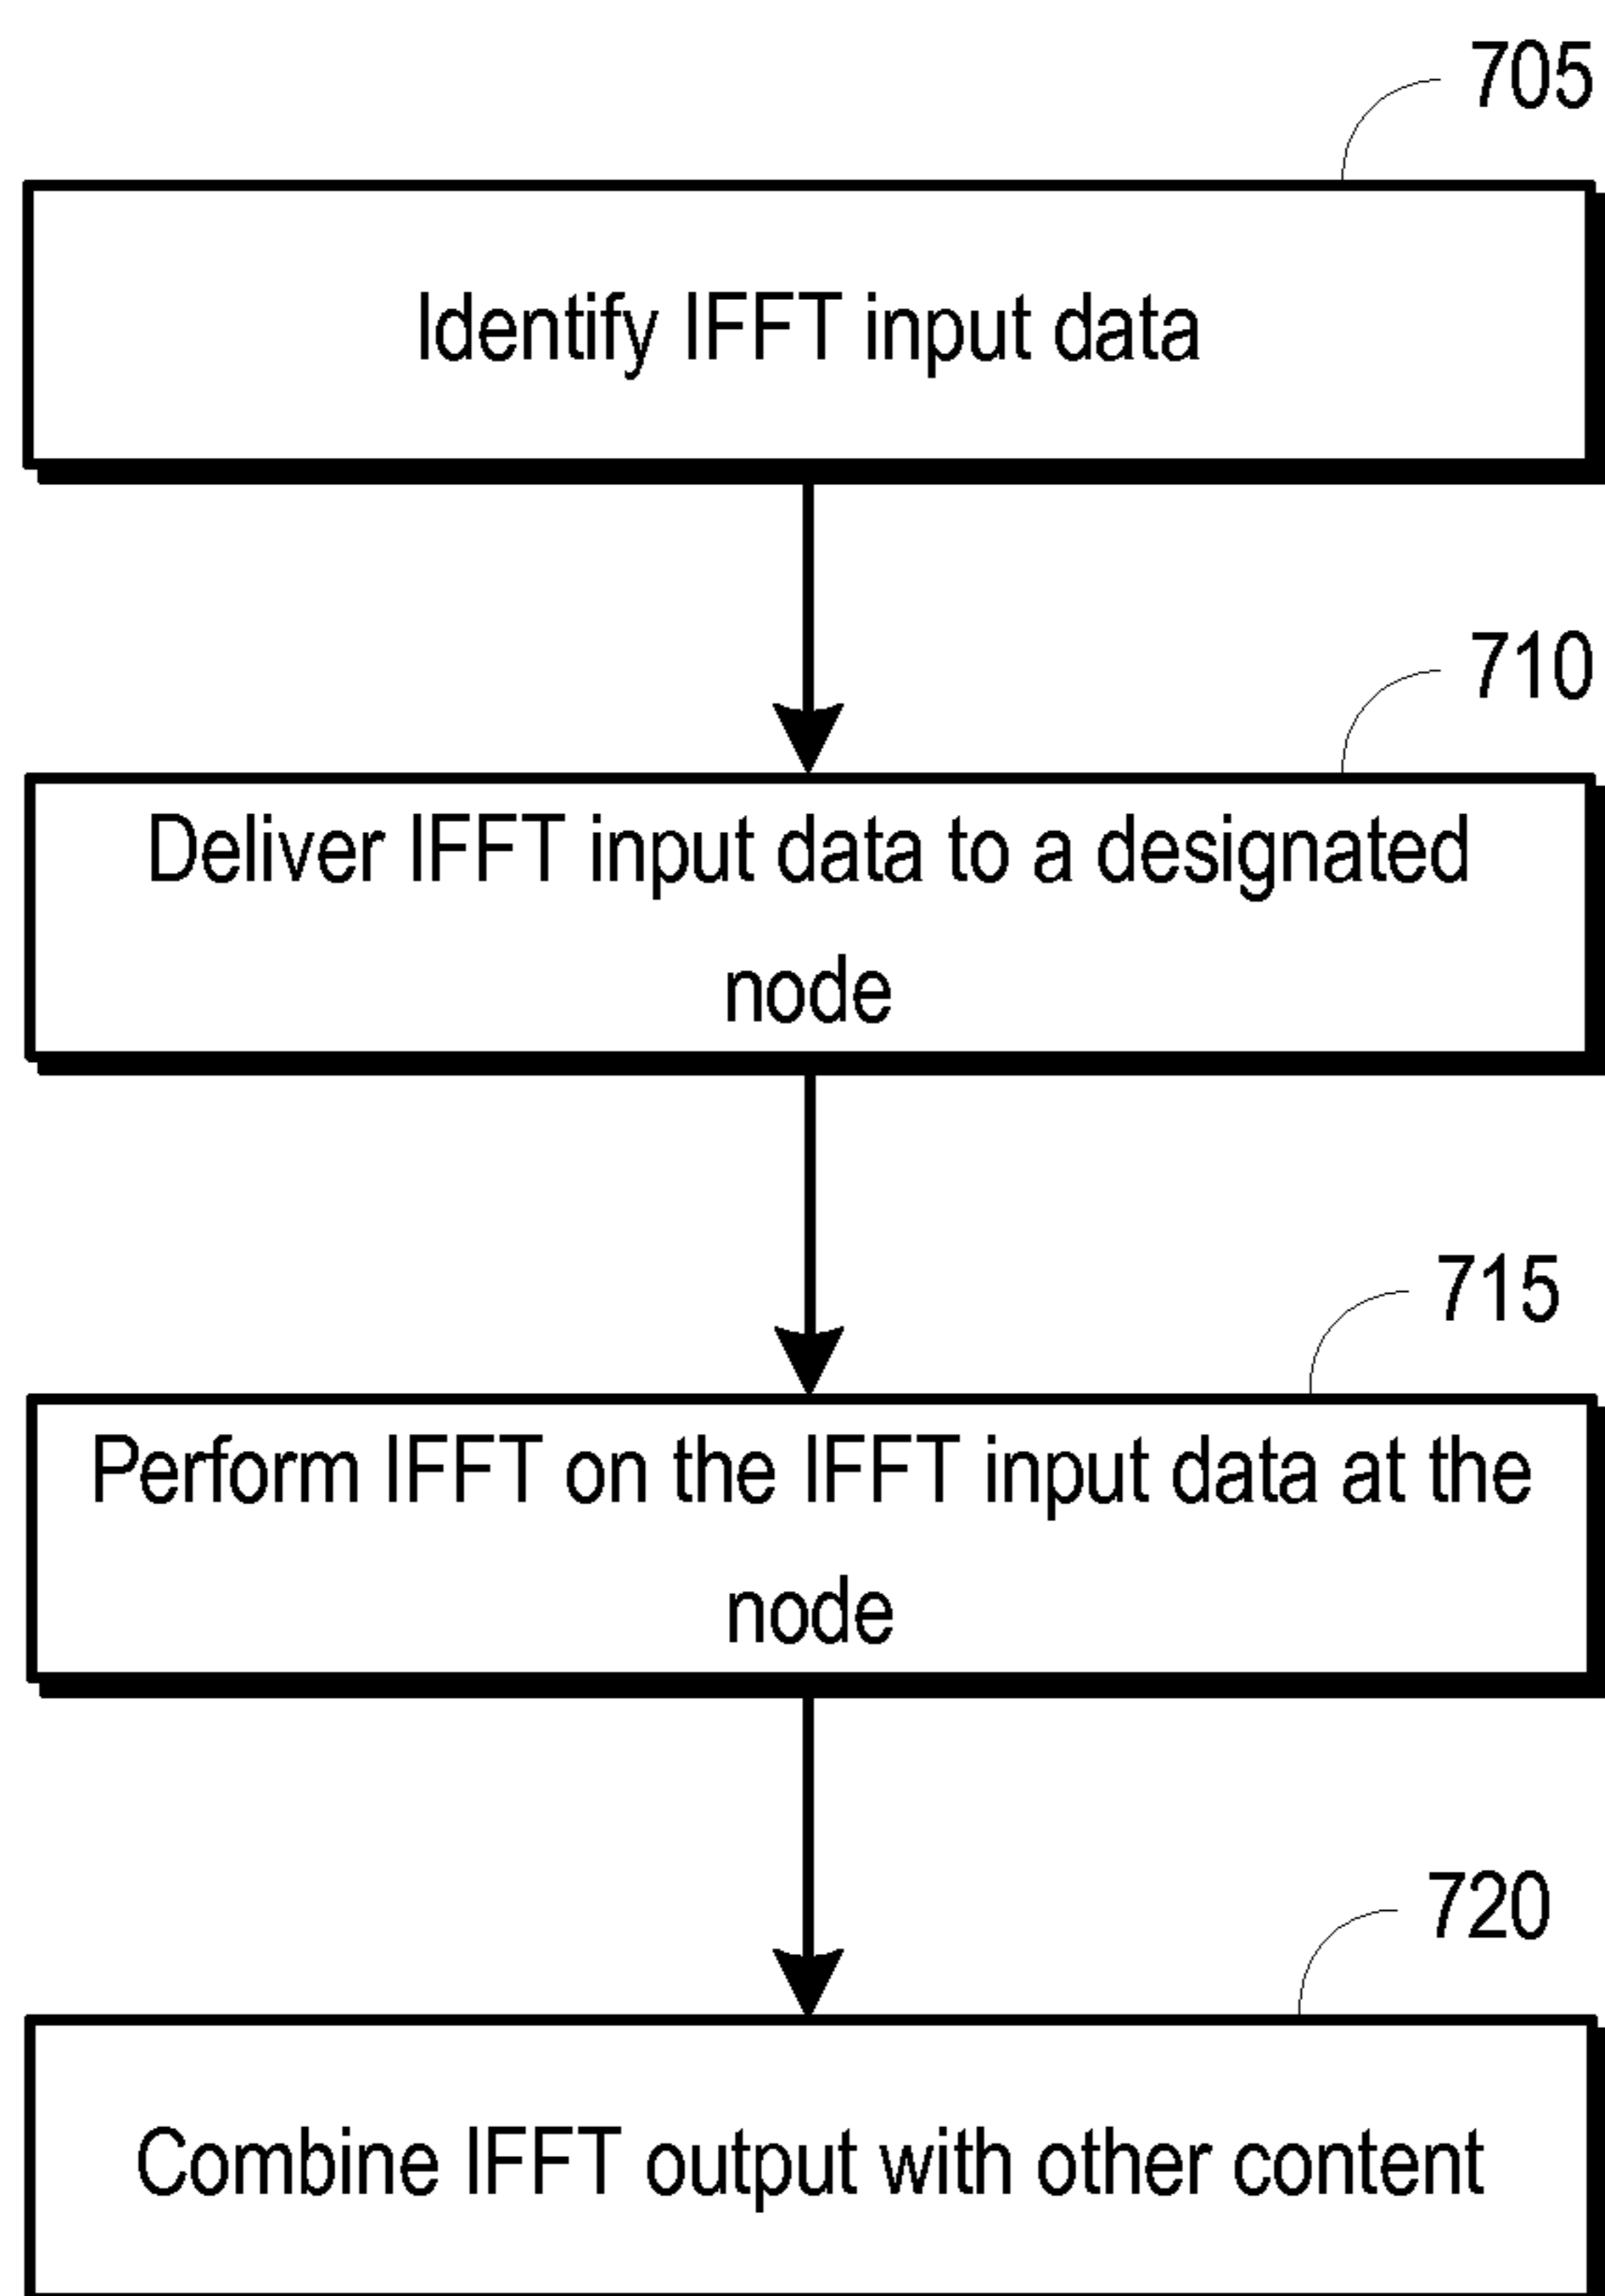 705
Identify IFFT input data
710
Deliver IFFT input data to a designated
node
715
Perform IFFT on the IFFT input data at the
node
720
Combine IFFT output with other content